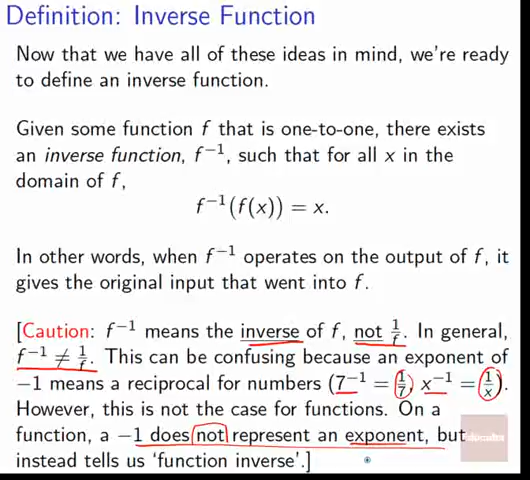 Definition: Inverse Function
Now that we have all of these ideas in mind, we're ready
to define an inverse function.
Given some function f that is one-to-one, there exists
an inverse function, f⁻¹, such that for all x in the
domain of f,
f⁻¹(f(x)) = x.
In other words, when f⁻¹ operates on the output of f, it
gives the original input that went into f.
[Caution: f⁻¹ means the inverse of f, not 1/f. In general,
f⁻¹ ≠ 1/f. This can be confusing because an exponent of
−1 means a reciprocal for numbers (7⁻¹ = 1/7, x⁻¹ = 1/x).
However, this is not the case for functions. On a
function, a −1 does not represent an exponent, but
instead tells us 'function inverse'.]